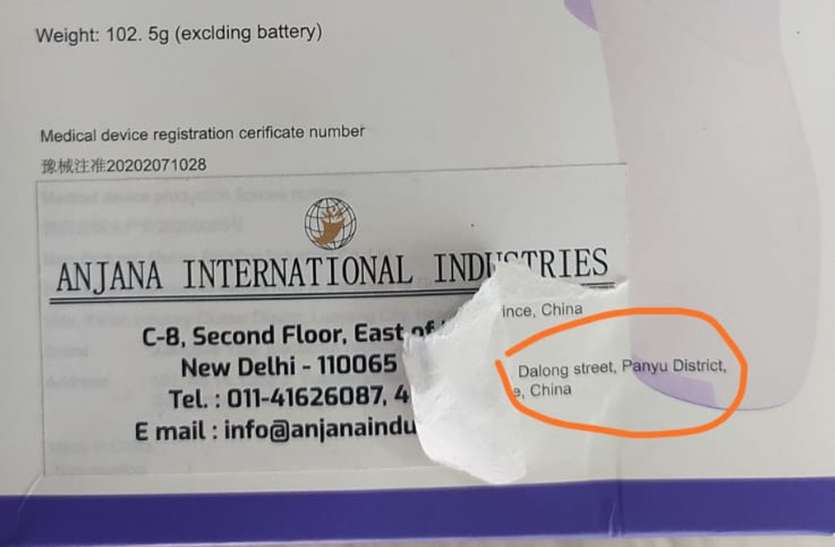 Weight: 102. 5g (exclding battery)
Medical device registration cerificate number
豫械注准20202071028
ANJANA INTERNATIONAL INDUSTRIES
ince, China
C-8, Second Floor, East of
New Delhi - 110065
Dalong street, Panyu District,
Tel. : 011-41626087, 4
e, China
E mail : info@anjanaindu